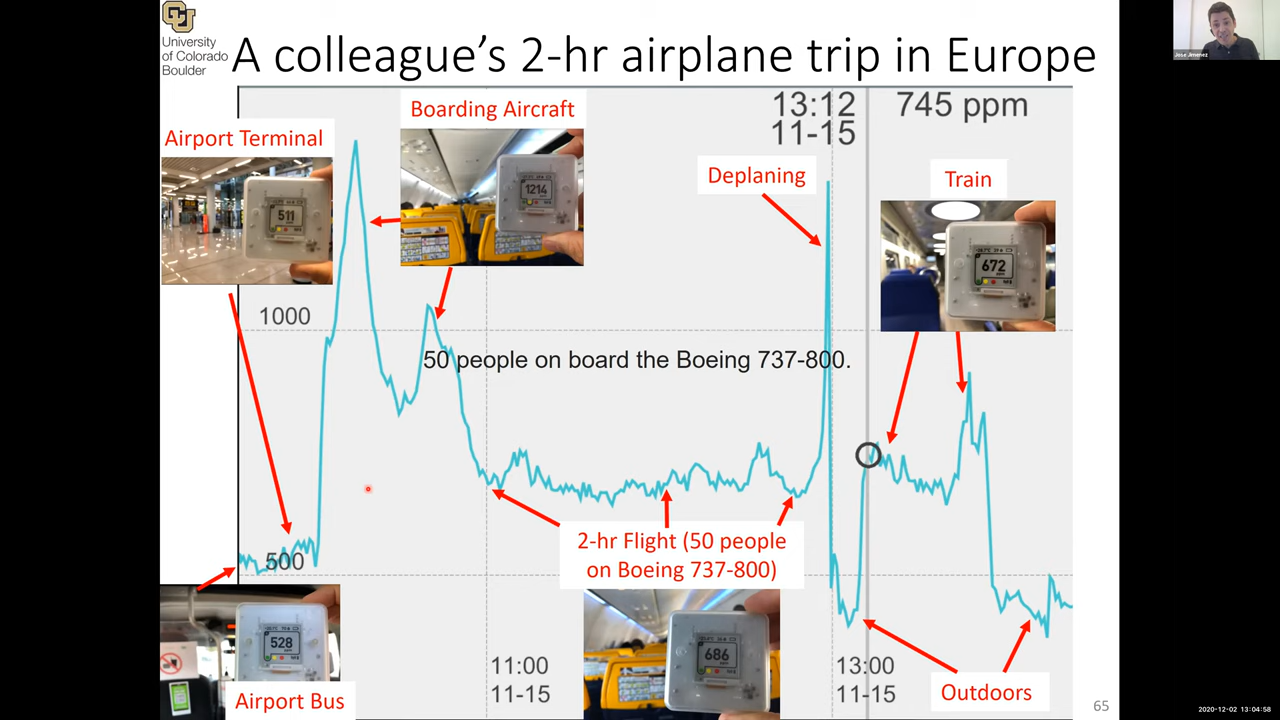 University
of Colorado
Boulder
A colleague's 2-hr airplane trip in Europe
Jose Jimenez
13:12
11-15
745 ppm
Airport Terminal
511
Boarding Aircraft
1214
Deplaning
Train
672
1000
50 people on board the Boeing 737-800.
500
2-hr Flight (50 people
on Boeing 737-800)
528
Airport Bus
686
11:00
11-15
13:00
11-15
Outdoors
65
2020-12-02 13:04:58